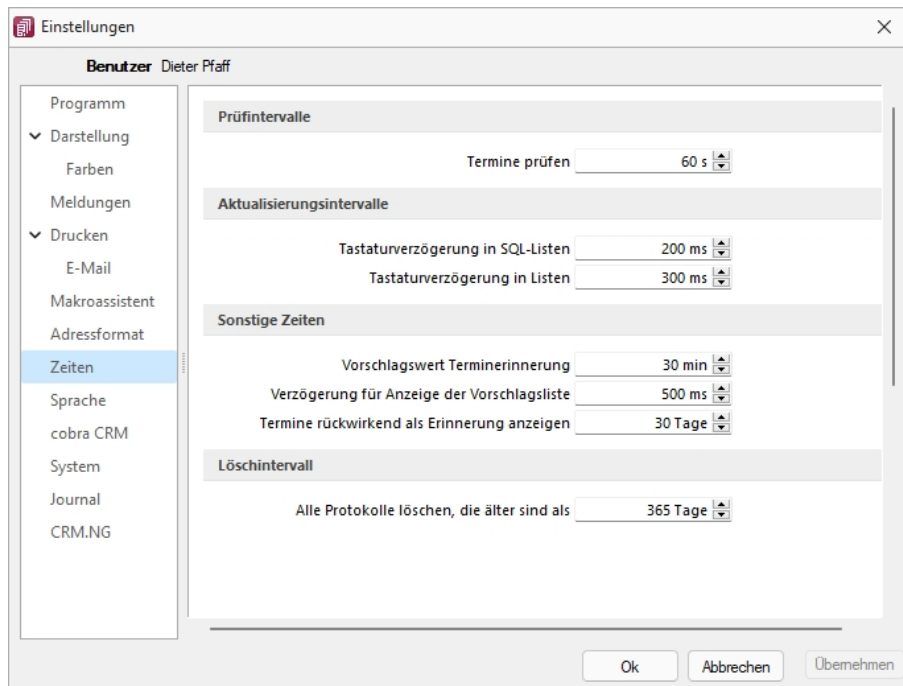 Einstellungen
Benutzer Dieter Pfaff
Programm
Darstellung
Farben
Meldungen
Drucken
E-Mail
Makroassistent
Adressformat
Zeiten
Sprache
cobra CRM
System
Journal
CRM.NG
Prüfintervalle
Termine prüfen 60 s
Aktualisierungsintervalle
Tastaturverzögerung in SQL-Listen 200 ms
Tastaturverzögerung in Listen 300 ms
Sonstige Zeiten
Vorschlagswert Terminerinnerung 30 min
Verzögerung für Anzeige der Vorschlagsliste 500 ms
Termine rückwirkend als Erinnerung anzeigen 30 Tage
Löschintervall
Alle Protokolle löschen, die älter sind als 365 Tage
Ok Abbrechen Übernehmen